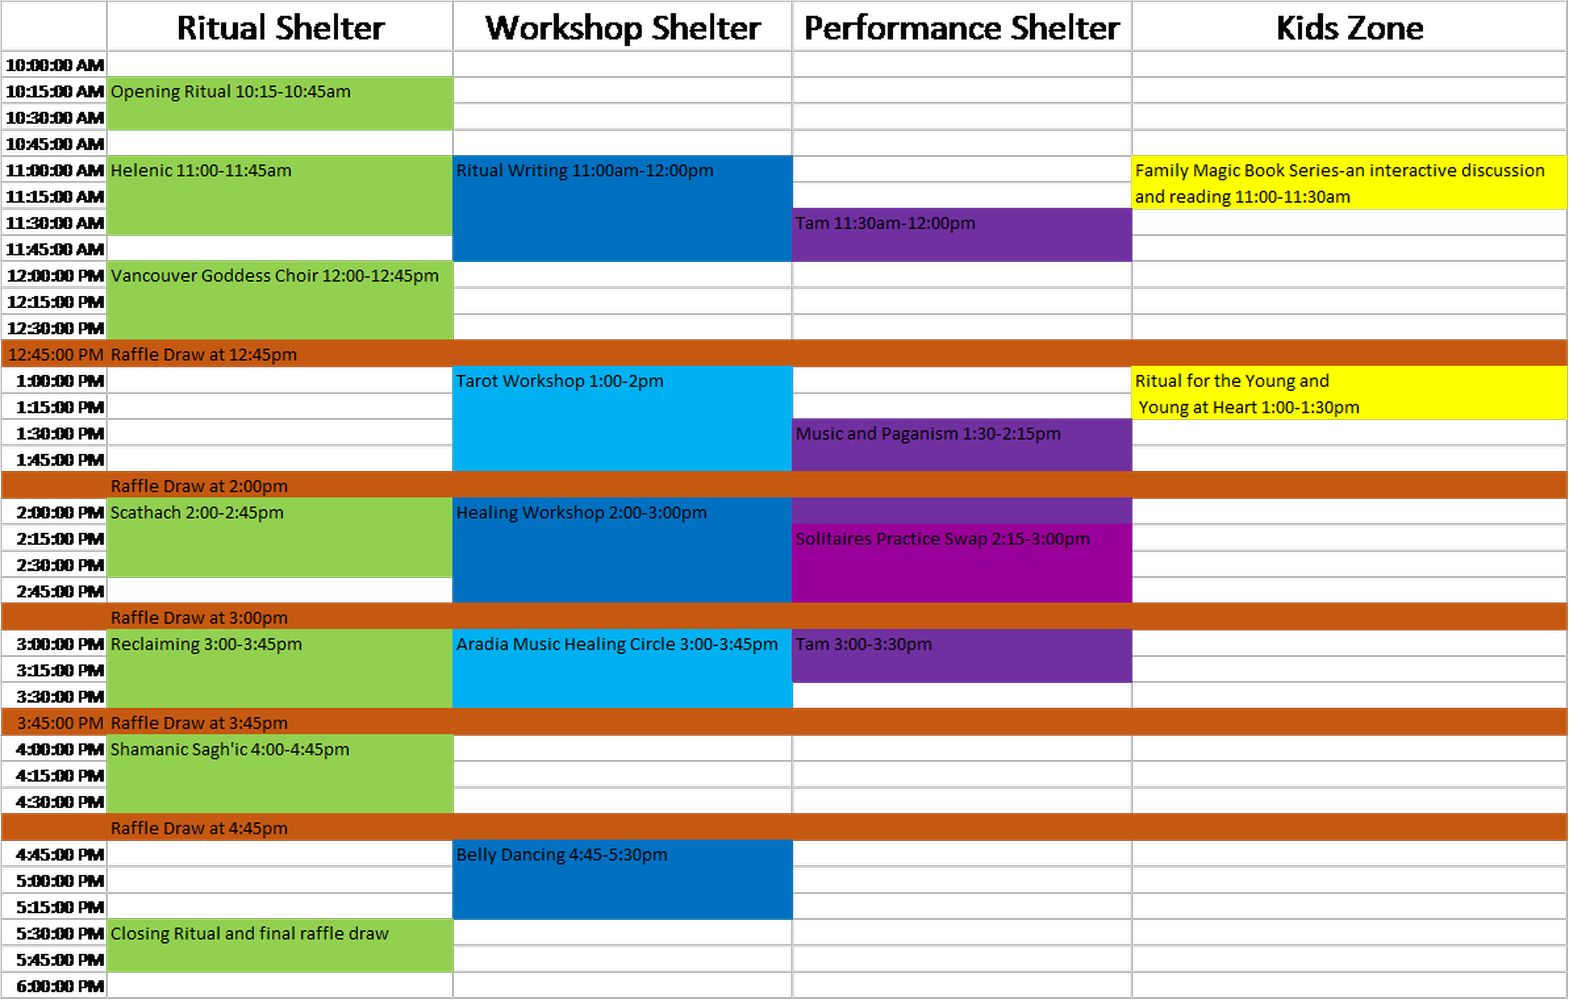 Ritual Shelter Workshop Shelter Performance Shelter Kids Zone
10:00:00 AM
10:15:00 AM Opening Ritual 10:15-10:45am
10:30:00 AM
10:45:00 AM
11:00:00 AM Helenic 11:00-11:45am Ritual Writing 11:00am-12:00pm Family Magic Book Series-an interactive discussion
11:15:00 AM and reading 11:00-11:30am
11:30:00 AM Tam 11:30am-12:00pm
11:45:00 AM
12:00:00 PM Vancouver Goddess Choir 12:00-12:45pm
12:15:00 PM
12:30:00 PM
12:45:00 PM Raffle Draw at 12:45pm
1:00:00 PM Tarot Workshop 1:00-2pm Ritual for the Young and
1:15:00 PM Young at Heart 1:00-1:30pm
1:30:00 PM Music and Paganism 1:30-2:15pm
1:45:00 PM
Raffle Draw at 2:00pm
2:00:00 PM Scathach 2:00-2:45pm Healing Workshop 2:00-3:00pm
2:15:00 PM Solitaires Practice Swap 2:15-3:00pm
2:30:00 PM
2:45:00 PM
Raffle Draw at 3:00pm
3:00:00 PM Reclaiming 3:00-3:45pm Aradia Music Healing Circle 3:00-3:45pm Tam 3:00-3:30pm
3:15:00 PM
3:30:00 PM
3:45:00 PM Raffle Draw at 3:45pm
4:00:00 PM Shamanic Sagh'ic 4:00-4:45pm
4:15:00 PM
4:30:00 PM
Raffle Draw at 4:45pm
4:45:00 PM Belly Dancing 4:45-5:30pm
5:00:00 PM
5:15:00 PM
5:30:00 PM Closing Ritual and final raffle draw
5:45:00 PM
6:00:00 PM